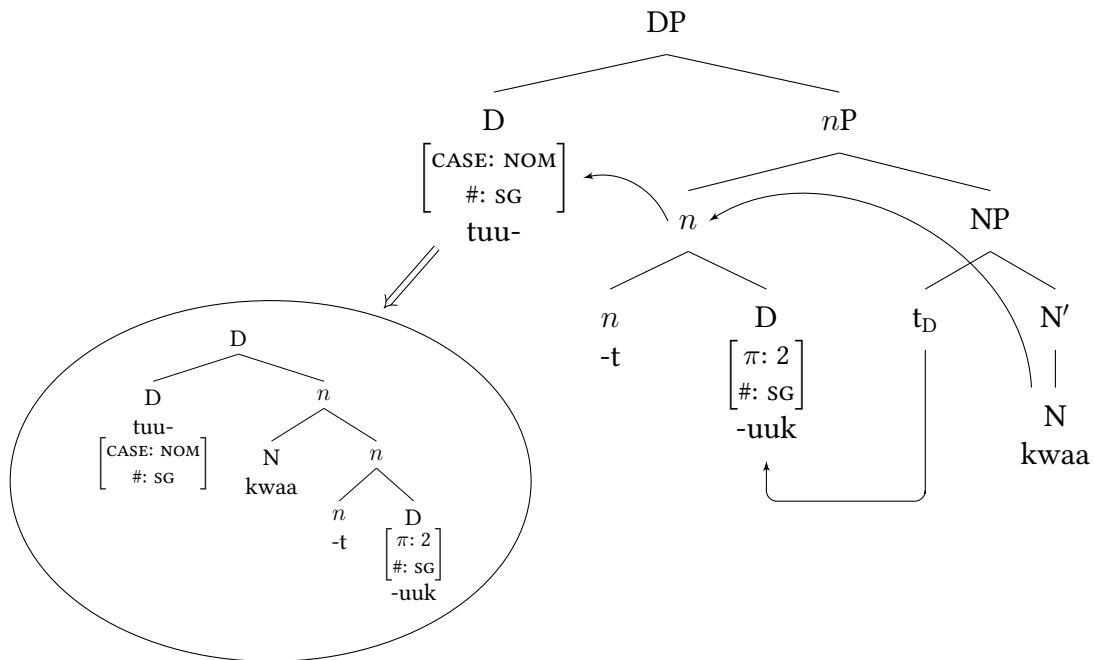 DP
D nP
[CASE: NOM
#: SG]
tuu-
n NP
n D tD N′
-t [π: 2
#: SG]
-uuk
N
kwaa
D
D n
tuu-
[CASE: NOM
#: SG]
N n
kwaa
n D
-t [π: 2
#: SG]
-uuk